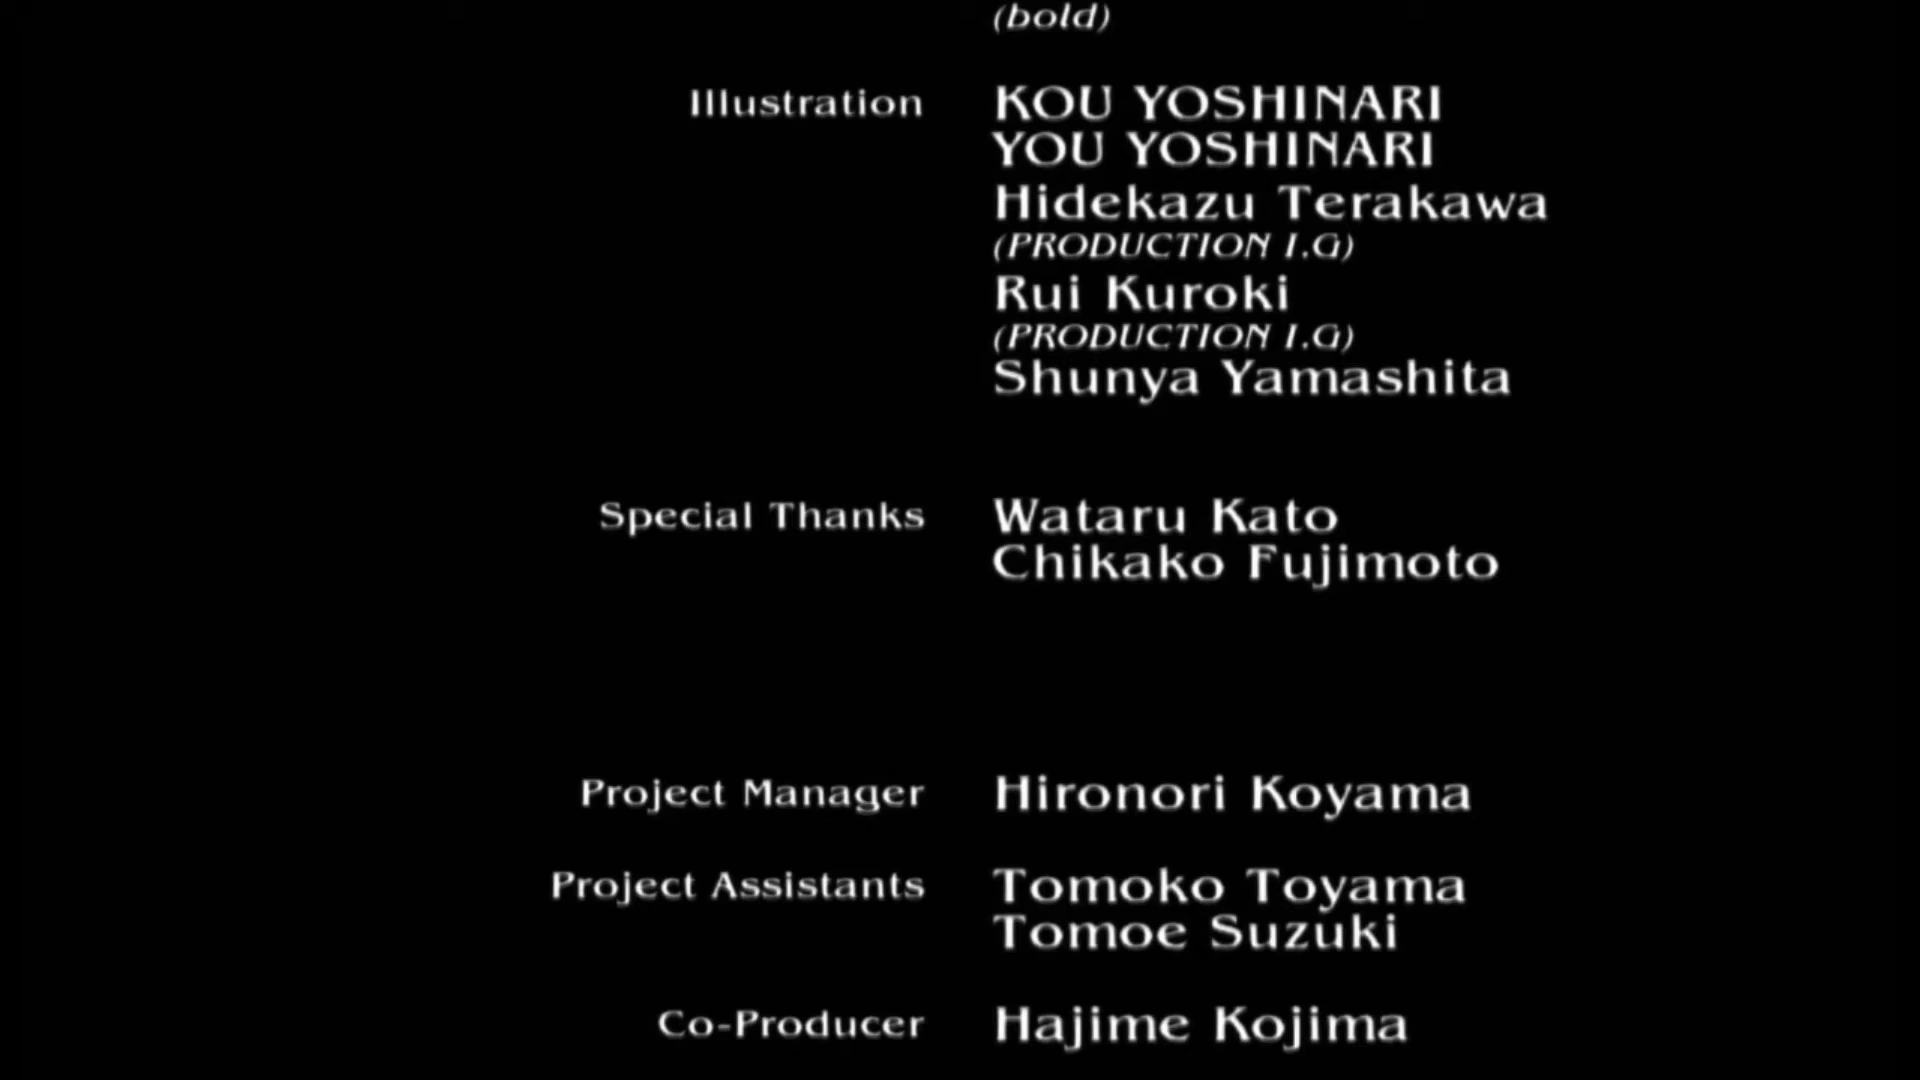 (bold)
Illustration KOU YOSHINARI
YOU YOSHINARI
Hidekazu Terakawa
(PRODUCTION I.G)
Rui Kuroki
(PRODUCTION I.G)
Shunya Yamashita
Special Thanks Wataru Kato
Chikako Fujimoto
Project Manager Hironori Koyama
Project Assistants Tomoko Toyama
Tomoe Suzuki
Co-Producer Hajime Kojima